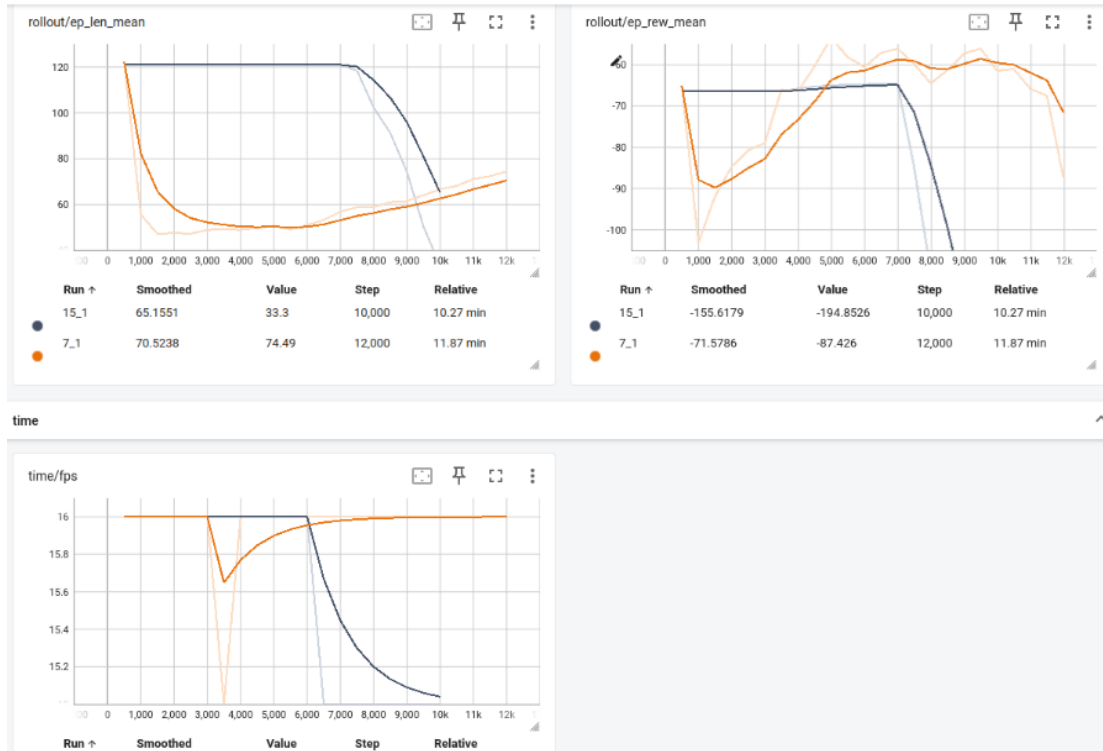 rollout/ep_len_mean
120
100
80
60
0 1,000 2,000 3,000 4,000 5,000 6,000 7,000 8,000 9,000 10k 11k 12k
Run ↑ Smoothed Value Step Relative
15_1 65.1551 33.3 10,000 10.27 min
7_1 70.5238 74.49 12,000 11.87 min
rollout/ep_rew_mean
-60
-70
-80
-90
-100
0 1,000 2,000 3,000 4,000 5,000 6,000 7,000 8,000 9,000 10k 11k 12k
Run ↑ Smoothed Value Step Relative
15_1 -155.6179 -194.8526 10,000 10.27 min
7_1 -71.5786 -87.426 12,000 11.87 min
time
time/fps
16
15.8
15.6
15.4
15.2
0 1,000 2,000 3,000 4,000 5,000 6,000 7,000 8,000 9,000 10k 11k 12k
Run ↑ Smoothed Value Step Relative